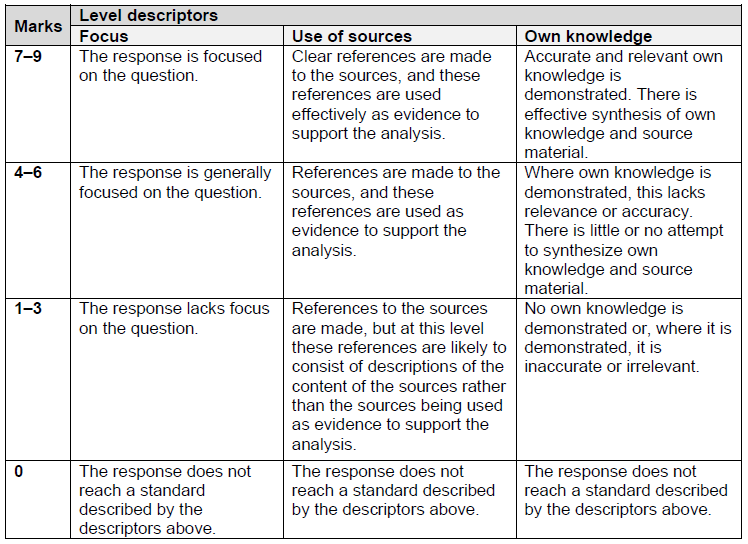 Marks
Level descriptors
Focus
Use of sources
Own knowledge
7–9
The response is focused
on the question.
Clear references are made
to the sources, and these
references are used
effectively as evidence to
support the analysis.
Accurate and relevant own
knowledge is
demonstrated. There is
effective synthesis of own
knowledge and source
material.
4–6
The response is generally
focused on the question.
References are made to the
sources, and these
references are used as
evidence to support the
analysis.
Where own knowledge is
demonstrated, this lacks
relevance or accuracy.
There is little or no attempt
to synthesize own
knowledge and source
material.
1–3
The response lacks focus
on the question.
References to the sources
are made, but at this level
these references are likely to
consist of descriptions of the
content of the sources rather
than the sources being used
as evidence to support the
analysis.
No own knowledge is
demonstrated or, where it is
demonstrated, it is
inaccurate or irrelevant.
0
The response does not
reach a standard
described by the
descriptors above.
The response does not
reach a standard described
by the descriptors above.
The response does not
reach a standard described
by the descriptors above.